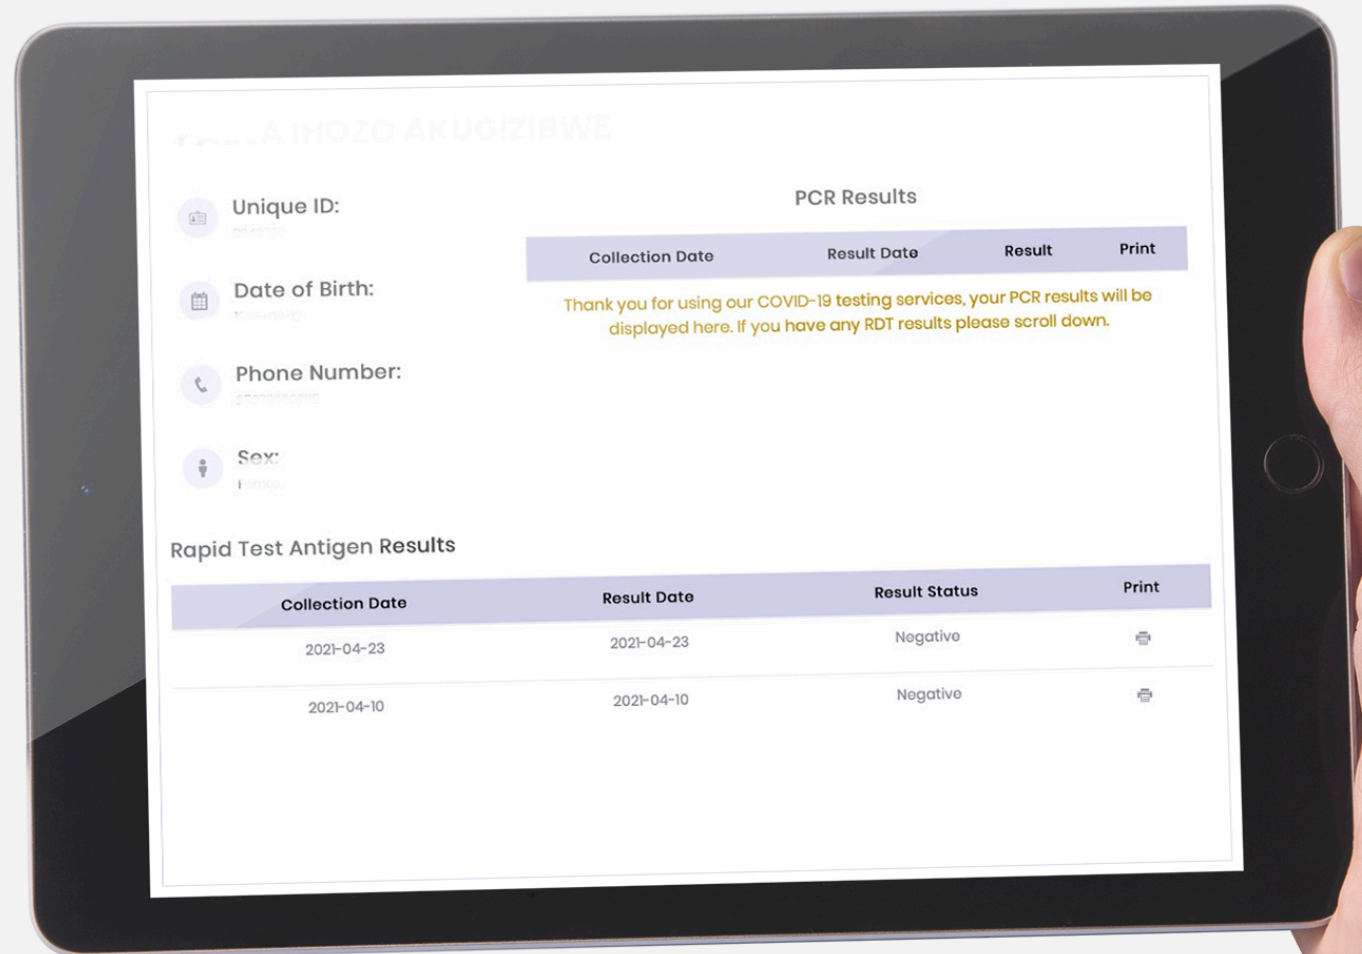 Unique ID:
Date of Birth:
Phone Number:
Sex:
PCR Results
Collection Date Result Date Result Print
Thank you for using our COVID-19 testing services, your PCR results will be
displayed here. If you have any RDT results please scroll down.
Rapid Test Antigen Results
Collection Date Result Date Result Status Print
2021-04-23 2021-04-23 Negative
2021-04-10 2021-04-10 Negative